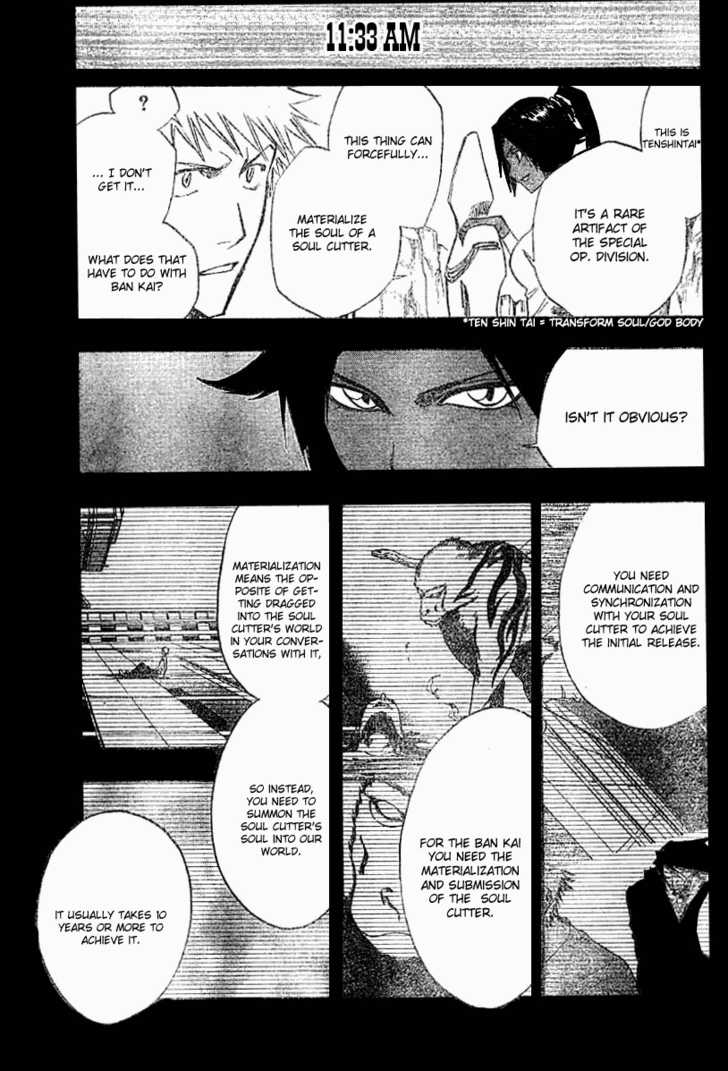 11:33 AM
THIS IS
TENSHINTAI*
IT'S A RARE
ARTIFACT OF
THE SPECIAL
OP. DIVISION.
THIS THING CAN
FORCEFULLY...
MATERIALIZE
THE SOUL OF A
SOUL CUTTER.
?
... I DON'T
GET IT...
WHAT DOES THAT
HAVE TO DO WITH
BAN KAI?
*TEN SHIN TAI = TRANSFORM SOUL/GOD BODY
ISN'T IT OBVIOUS?
YOU NEED
COMMUNICATION AND
SYNCHRONIZATION
WITH YOUR SOUL
CUTTER TO ACHIEVE
THE INITIAL RELEASE.
FOR THE BAN KAI
YOU NEED THE
MATERIALIZATION
AND SUBMISSION
OF THE SOUL
CUTTER.
MATERIALIZATION
MEANS THE OP-
POSITE OF GET-
TING DRAGGED
INTO THE SOUL
CUTTER'S WORLD
IN YOUR CONVER-
SATIONS WITH IT,
SO INSTEAD,
YOU NEED TO
SUMMON THE
SOUL CUTTER'S
SOUL INTO OUR
WORLD.
IT USUALLY TAKES 10
YEARS OR MORE TO
ACHIEVE IT.